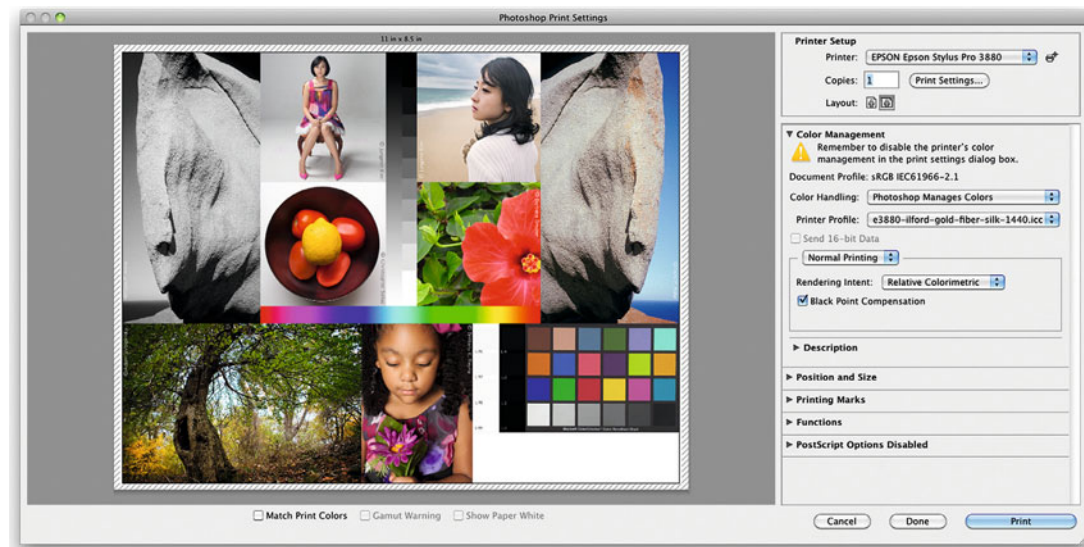 Photoshop Print Settings
11 in x 8.5 in
Printer Setup
Printer: EPSON Epson Stylus Pro 3880
Copies: 1 Print Settings...
Layout:
Color Management
Remember to disable the printer's color
management in the print settings dialog box.
Document Profile: sRGB IEC61966-2.1
Color Handling: Photoshop Manages Colors
Printer Profile: e3880-ilford-gold-fiber-silk-1440.icc
Send 16-bit Data
Normal Printing
Rendering Intent: Relative Colorimetric
Black Point Compensation
Description
Position and Size
Printing Marks
Functions
PostScript Options Disabled
Match Print Colors Gamut Warning Show Paper White
Cancel Done Print